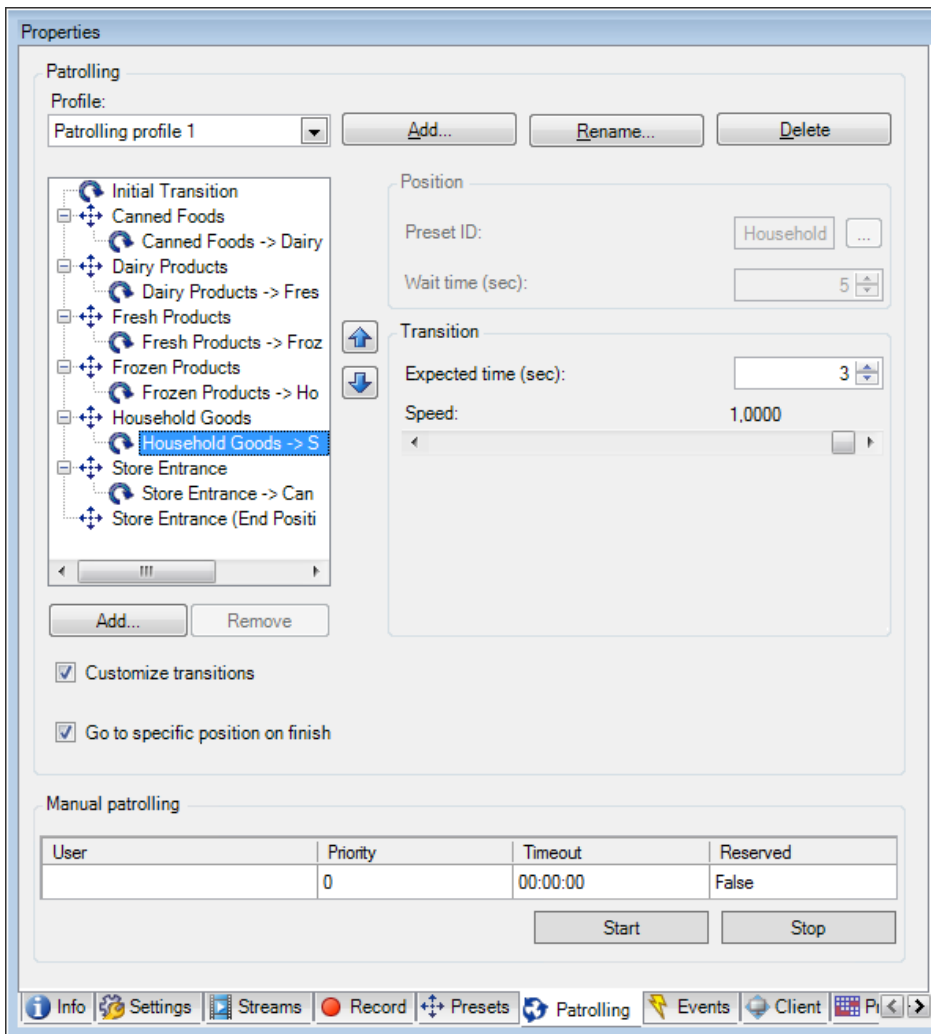 Properties
Patrolling
Profile:
Patrolling profile 1
Add...
Rename...
Delete
Initial Transition
Canned Foods
Canned Foods -> Dairy
Dairy Products
Dairy Products -> Fres
Fresh Products
Fresh Products -> Froz
Frozen Products
Frozen Products -> Ho
Household Goods
Household Goods -> S
Store Entrance
Store Entrance -> Can
Store Entrance (End Positi
Add...
Remove
Position
Preset ID:
Household
...
Wait time (sec):
5
Transition
Expected time (sec):
3
Speed:
1,0000
Customize transitions
Go to specific position on finish
Manual patrolling
User
Priority
Timeout
Reserved
0
00:00:00
False
Start
Stop
Info
Settings
Streams
Record
Presets
Patrolling
Events
Client